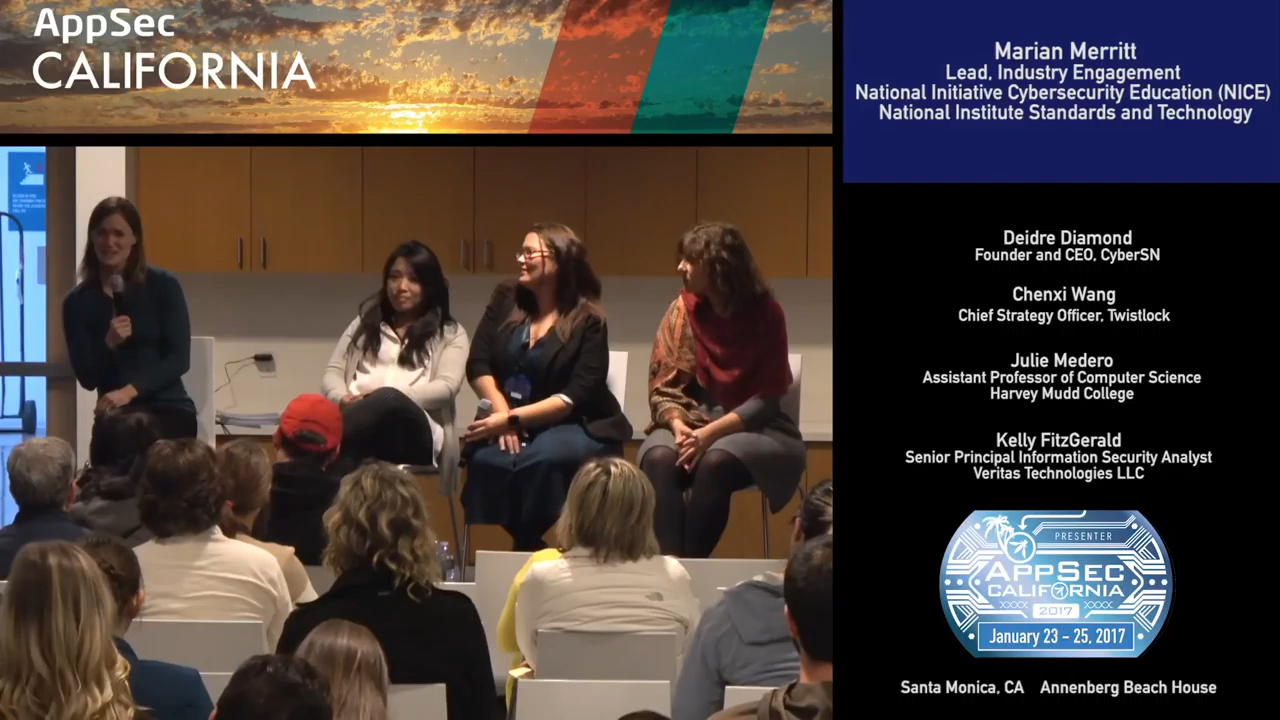 AppSec
CALIFORNIA
Marian Merritt
Lead, Industry Engagement
National Initiative Cybersecurity Education (NICE)
National Institute Standards and Technology
Deidre Diamond
Founder and CEO, CyberSN
Chenxi Wang
Chief Strategy Officer, Twistlock
Julie Medero
Assistant Professor of Computer Science
Harvey Mudd College
Kelly FitzGerald
Senior Principal Information Security Analyst
Veritas Technologies LLC
PRESENTER
APPSEC
CALIFORNIA
2017
January 23 – 25, 2017
Santa Monica, CA Annenberg Beach House